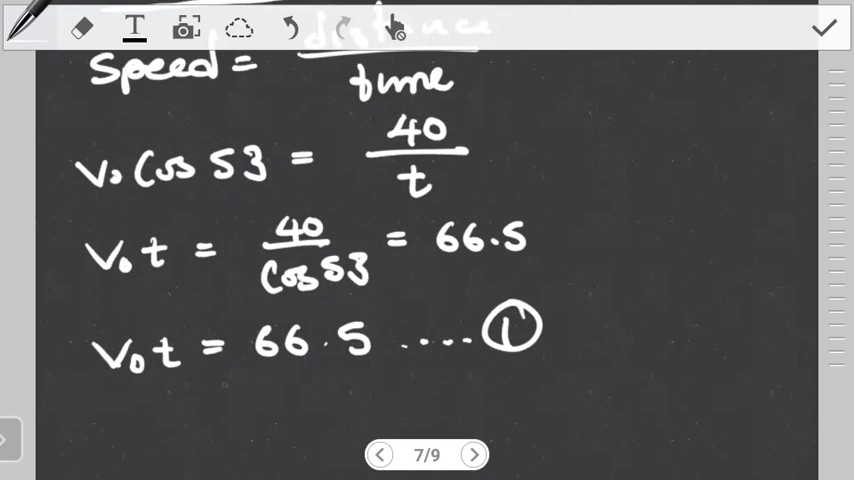 T
distance
speed = time
V₀ Cos 53 = 40 / t
V₀t = 40 / Cos 53 = 66.5
V₀t = 66.5 ..... ①
7/9